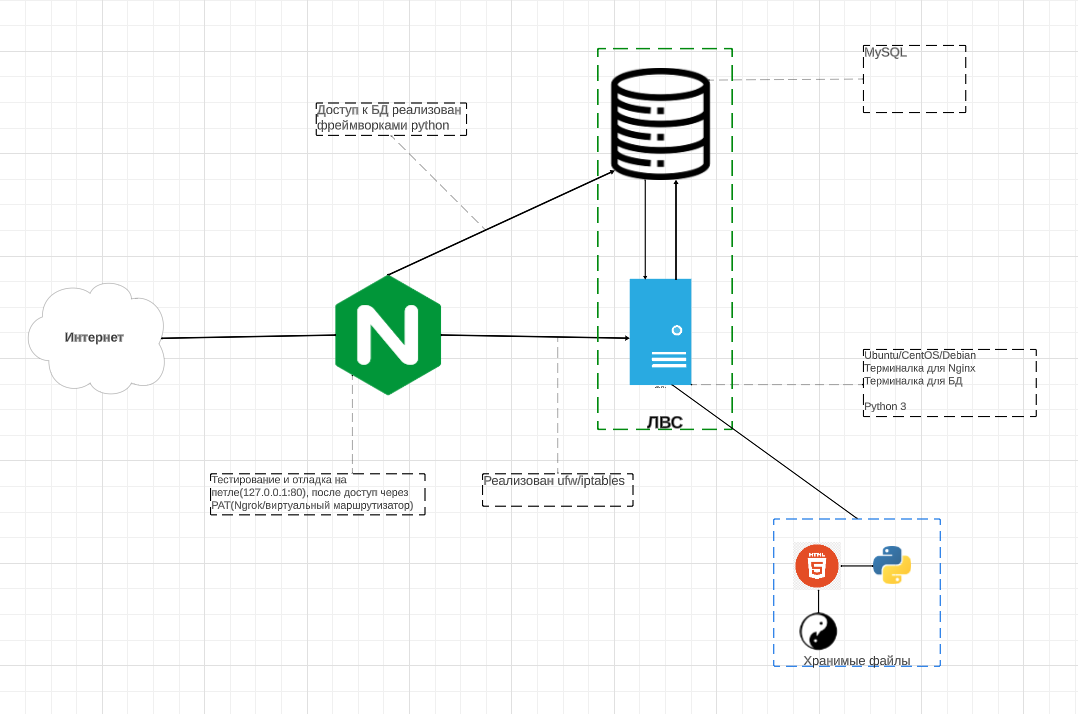 MySQL
Доступ к БД реализован
фреймворками python
Интернет
N
Ubuntu/CentOS/Debian
Терминалка для Nginx
Терминалка для БД
Python 3
ЛВС
Тестирование и отладка на
петле(127.0.0.1:80), после доступ через
PAT(Ngrok/виртуальный маршрутизатор)
Реализован ufw/iptables
HTML
5
Хранимые файлы